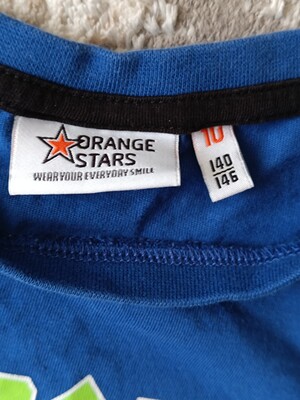 ORANGE
STARS
WEAR YOUR EVERYDAY SMILE
10
140
146